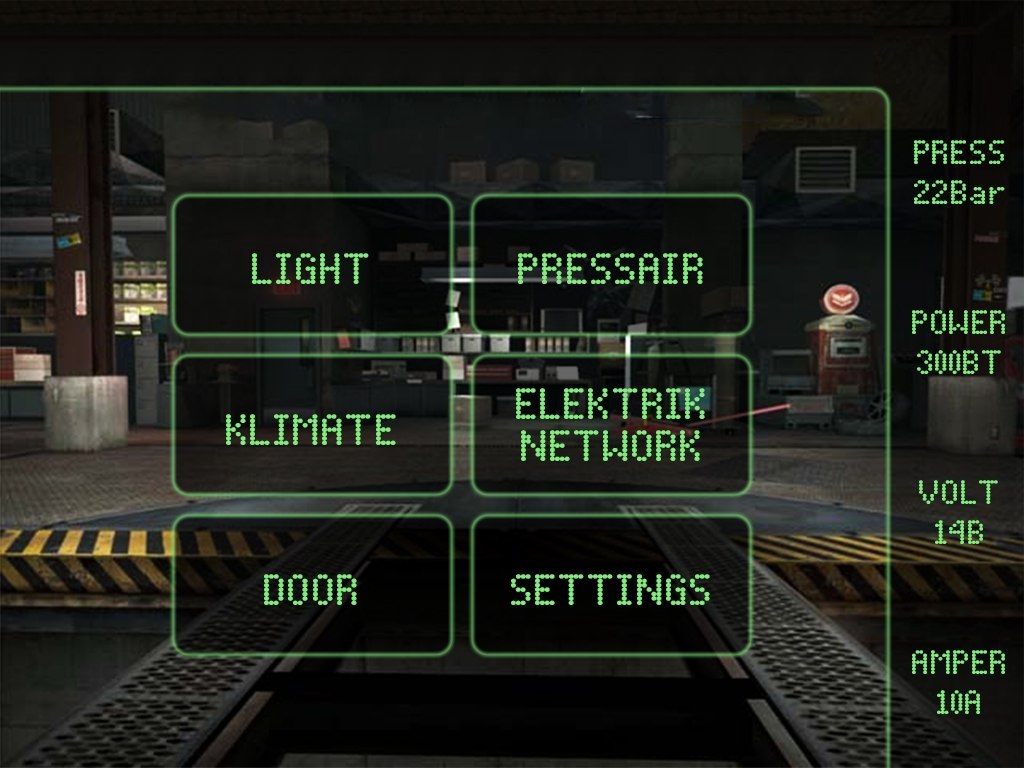 LIGHT
PRESSAIR
KLIMATE
ELEKTRIK
NETWORK
DOOR
SETTINGS
PRESS
22Bar
POWER
300BT
VOLT
14B
AMPER
10A